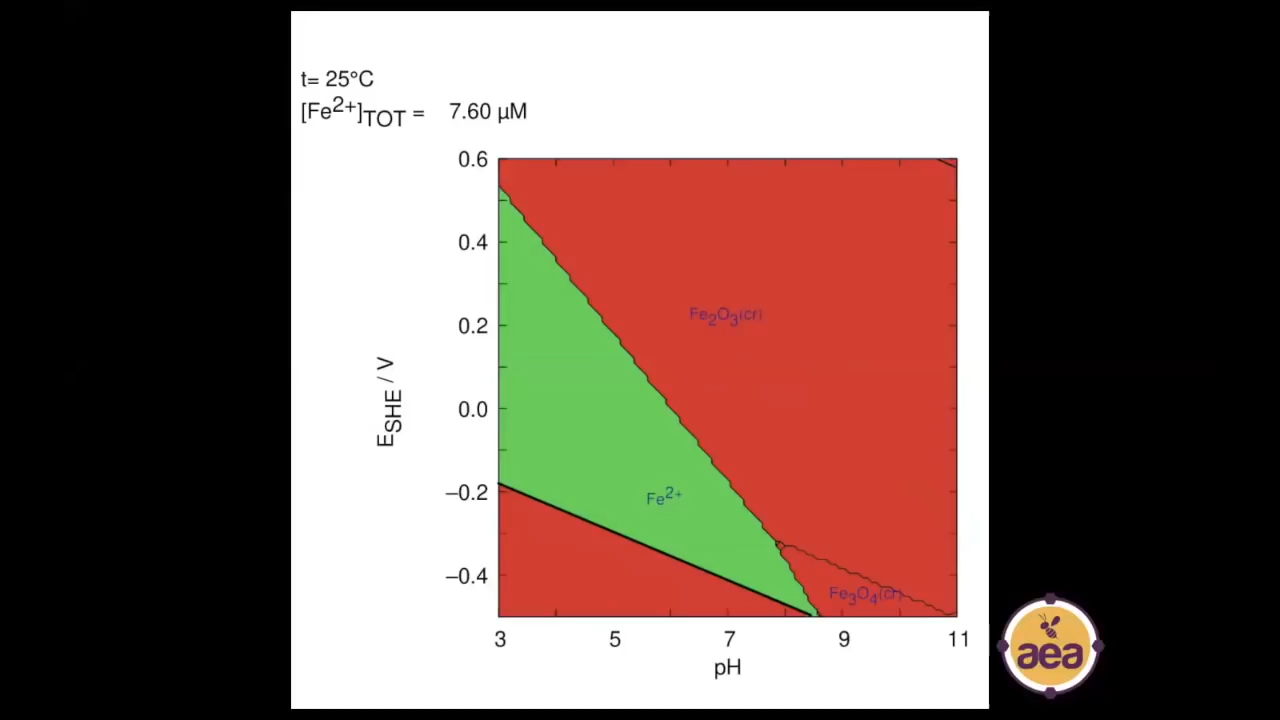 t= 25°C
[Fe2+]TOT = 7.60 µM
0.6
0.4
0.2
0.0
−0.2
−0.4
ESHE / V
Fe2O3(cr)
Fe2+
Fe3O4(cr)
3 5 7 9 11
pH
aea